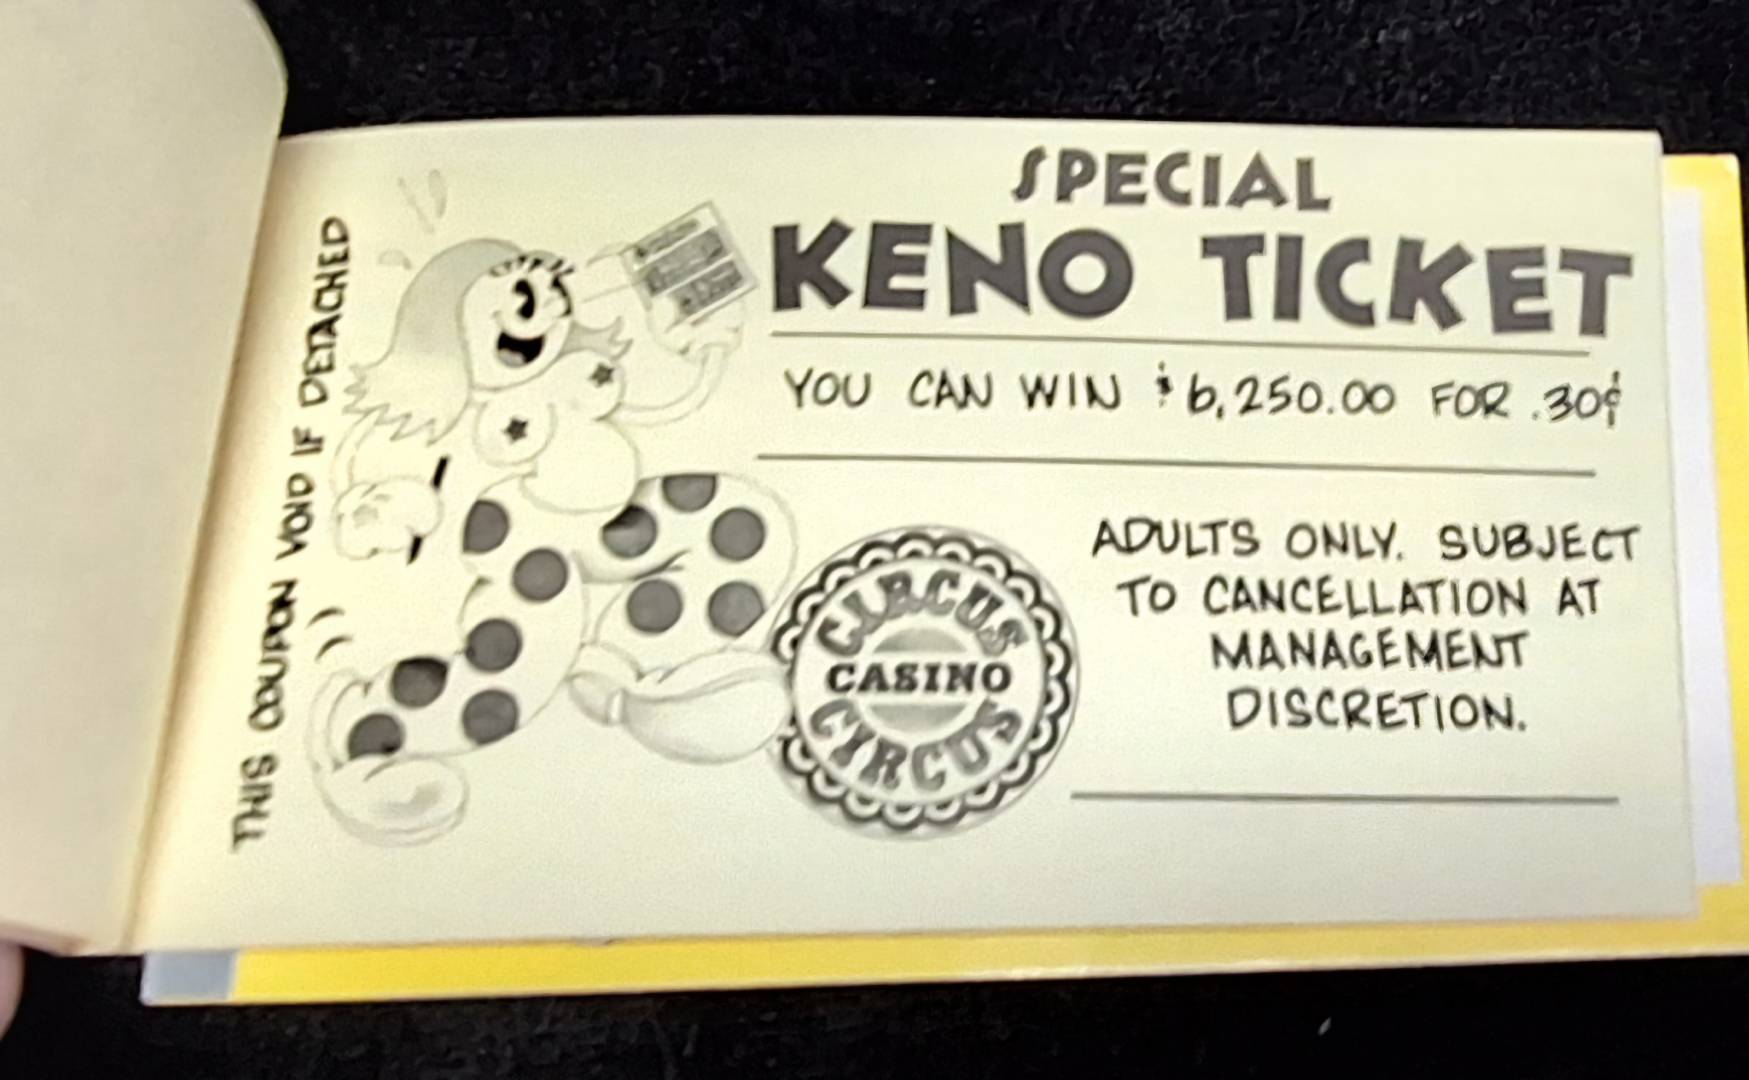 SPECIAL
KENO TICKET
YOU CAN WIN $6,250.00 FOR .30¢
ADULTS ONLY. SUBJECT
TO CANCELLATION AT
MANAGEMENT
DISCRETION.
CIRCUS
CASINO
CIRCUS
THIS COUPON VOID IF DETACHED